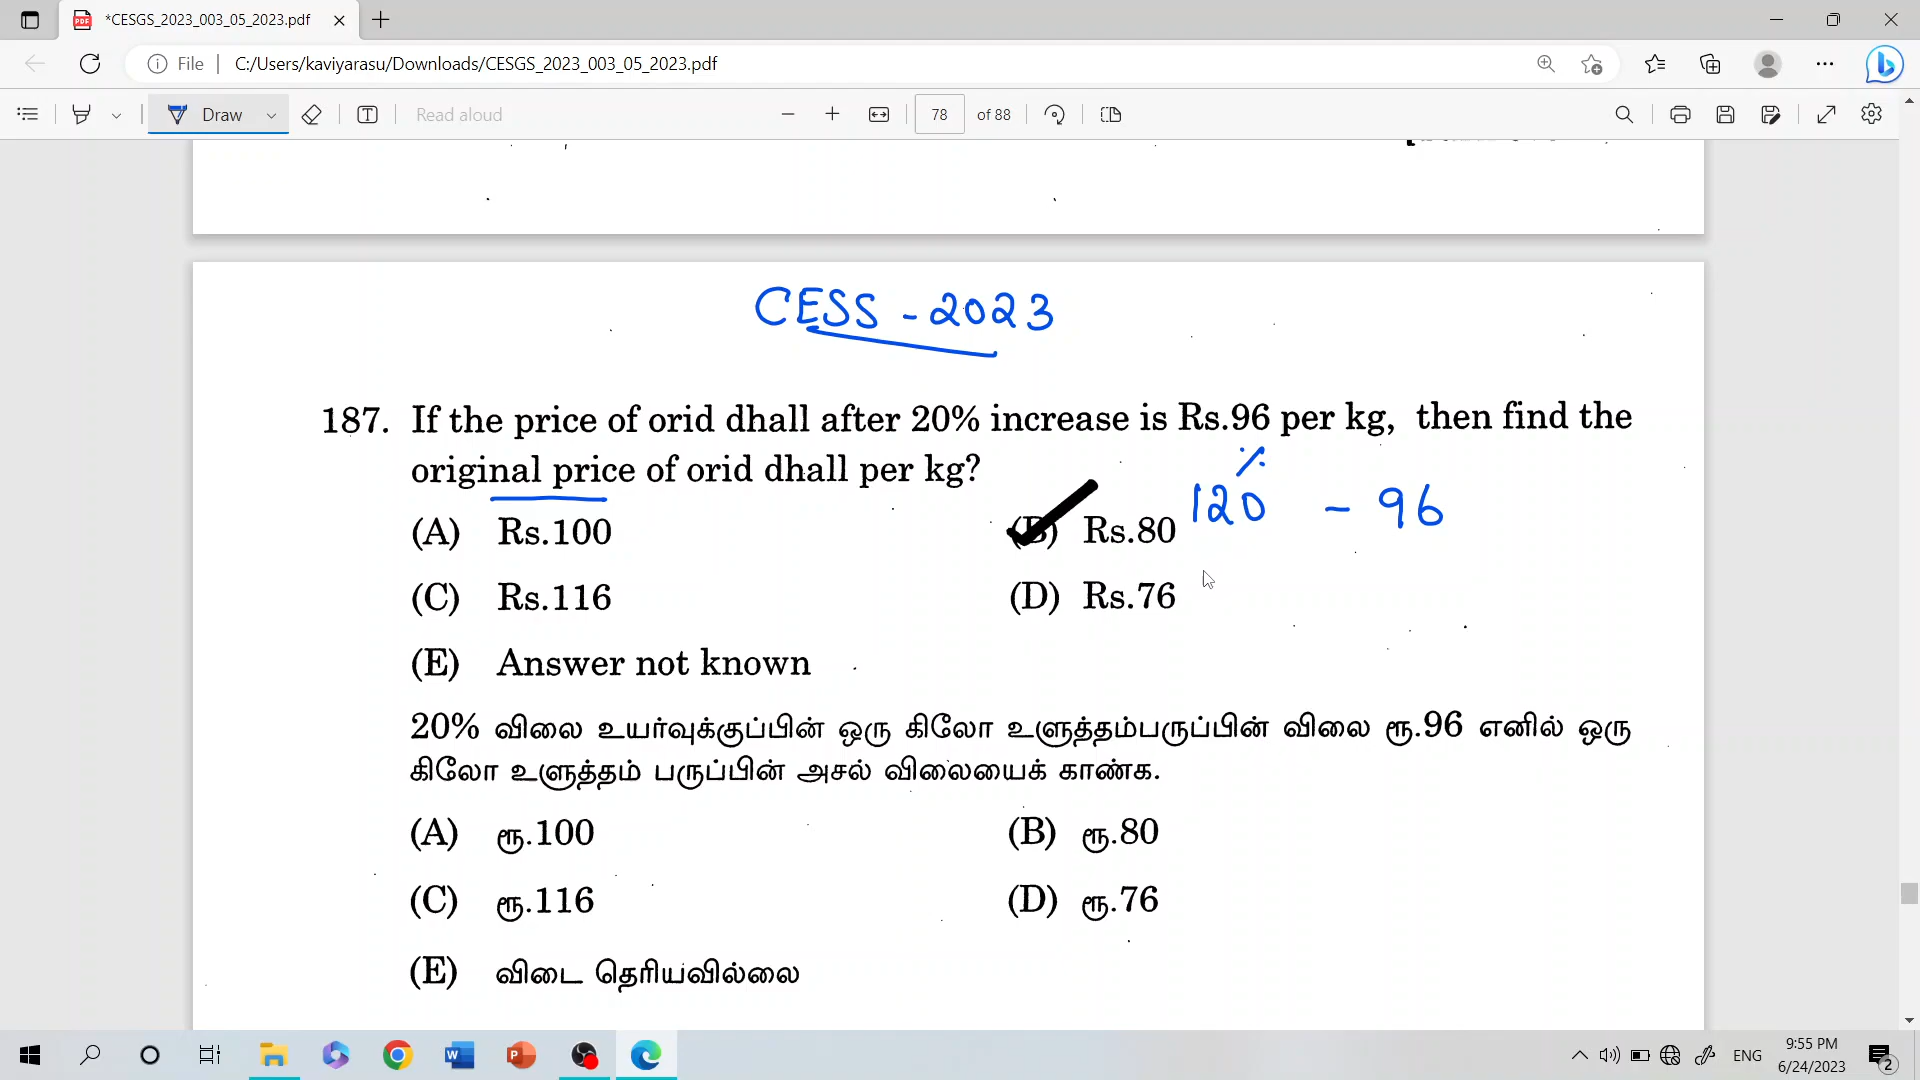 *CESGS_2023_003_05_2023.pdf
File
C:/Users/kaviyarasu/Downloads/CESGS_2023_003_05_2023.pdf
Draw
Read aloud
78
of 88
CESS - 2023
187. If the price of orid dhall after 20% increase is Rs.96 per kg, then find the
original price of orid dhall per kg?
%
120 - 96
(A) Rs.100
(B) Rs.80
(C) Rs.116
(D) Rs.76
(E) Answer not known
20% விலை உயர்வுக்குப்பின் ஒரு கிலோ உளுத்தம்பருப்பின் விலை ரூ.96 எனில் ஒரு
கிலோ உளுத்தம் பருப்பின் அசல் விலையைக் காண்க.
(A) ரூ.100
(B) ரூ.80
(C) ரூ.116
(D) ரூ.76
(E) விடை தெரியவில்லை
ENG
9:55 PM
6/24/2023
2